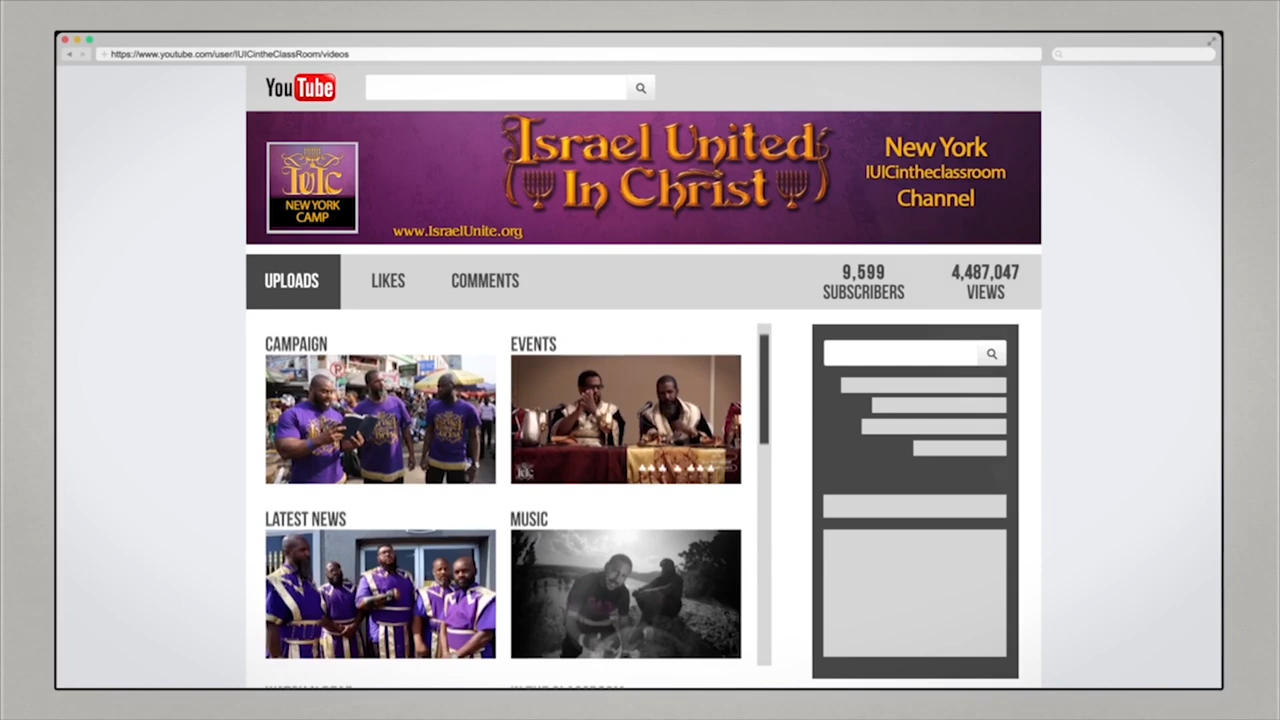 https://www.youtube.com/user/IUICintheClassRoom/videos
YouTube
Israel United
In Christ
IUIC
NEW YORK
CAMP
www.IsraelUnite.org
New York
IUICintheclassroom
Channel
UPLOADS
LIKES
COMMENTS
9,599
SUBSCRIBERS
4,487,047
VIEWS
CAMPAIGN
EVENTS
IUIC
LATEST NEWS
MUSIC